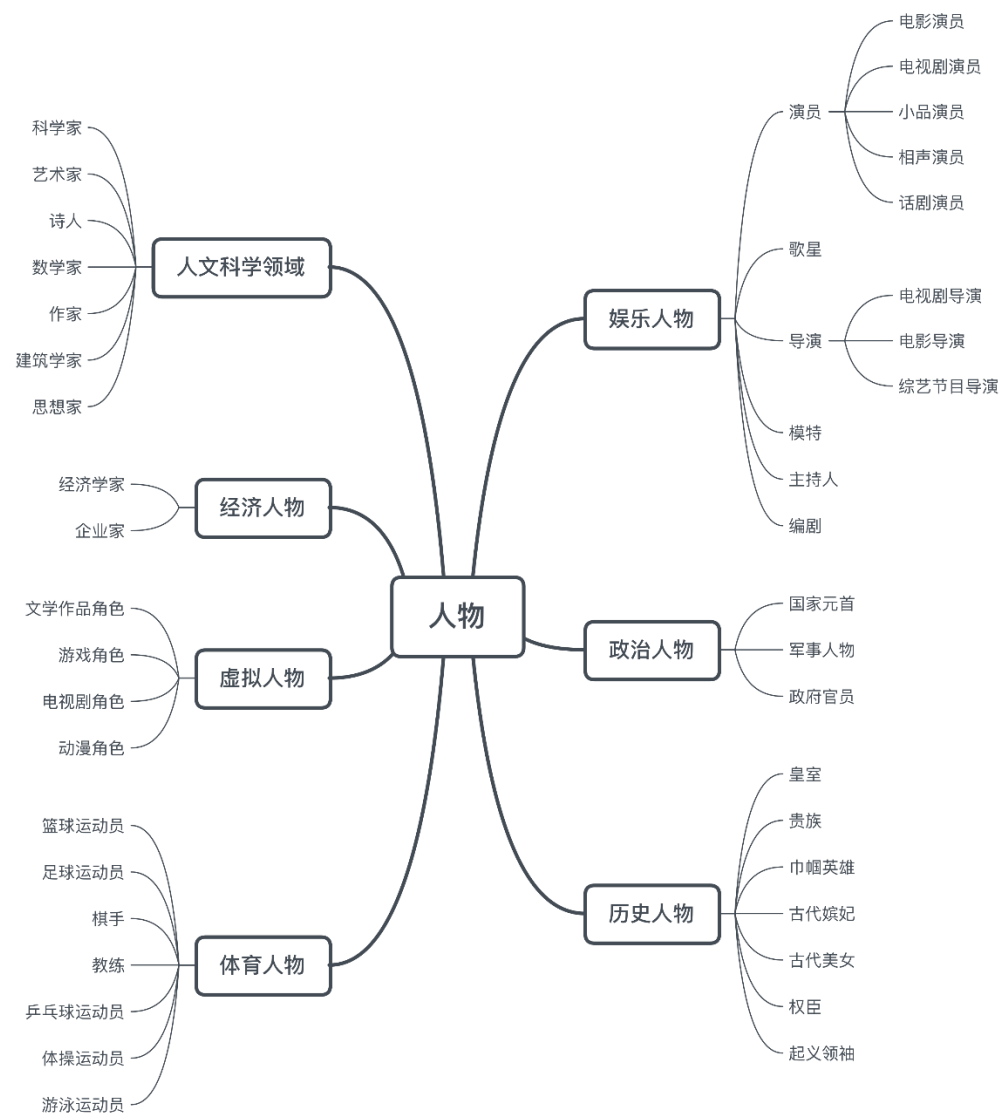 人物
娱乐人物
演员
电影演员
电视剧演员
小品演员
相声演员
话剧演员
歌星
导演
电视剧导演
电影导演
综艺节目导演
模特
主持人
编剧
政治人物
国家元首
军事人物
政府官员
历史人物
皇室
贵族
巾帼英雄
古代嫔妃
古代美女
权臣
起义领袖
人文科学领域
科学家
艺术家
诗人
数学家
作家
建筑学家
思想家
经济人物
经济学家
企业家
虚拟人物
文学作品角色
游戏角色
电视剧角色
动漫角色
体育人物
篮球运动员
足球运动员
棋手
教练
乒乓球运动员
体操运动员
游泳运动员